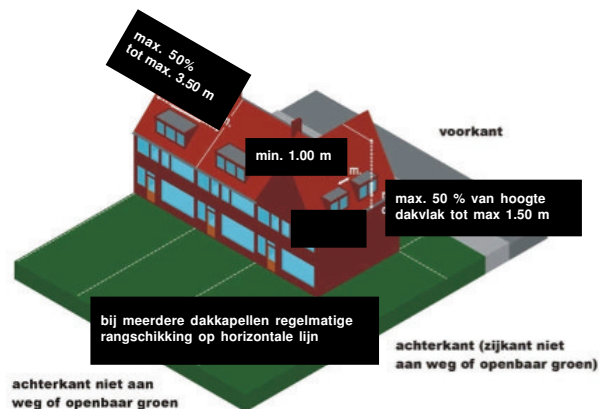 max. 50%
tot max. 3.50 m
m.
voorkant
min. 1.00 m
m.
max. 50 % van hoogte
dakvlak tot max 1.50 m
bij meerdere dakkapellen regelmatige
rangschikking op horizontale lijn
achterkant (zijkant niet
aan weg of openbaar groen)
achterkant niet aan
weg of openbaar groen